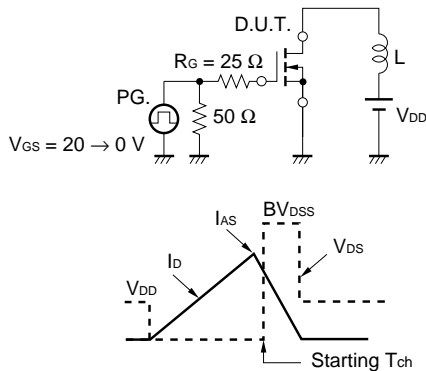 D.U.T.
RG = 25 Ω
L
PG.
50 Ω
VDD
VGS = 20 → 0 V
BVDSS
IAS
ID
VDS
VDD
Starting Tch